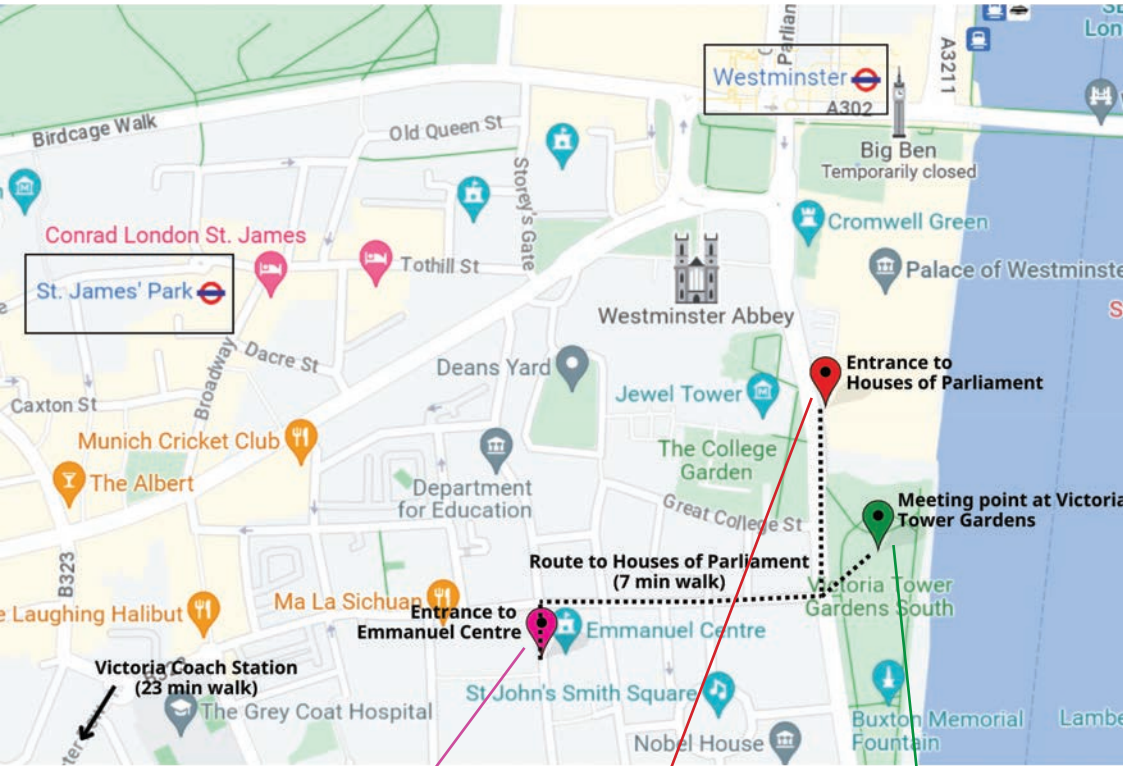 SE
Lon
Parlian
A3211
Westminster
A302
Birdcage Walk
Old Queen St
Big Ben
Temporarily closed
Storey's Gate
Cromwell Green
Conrad London St. James
Tothill St
Palace of Westminste
St. James' Park
S
Westminster Abbey
Dacre St
Deans Yard
Entrance to
Houses of Parliament
Jewel Tower
Broadway
Caxton St
Munich Cricket Club
The College
Garden
The Albert
Department
for Education
Great College St
Meeting point at Victoria
Tower Gardens
Route to Houses of Parliament
(7 min walk)
B323
Victoria Tower
Gardens South
e Laughing Halibut
Ma La Sichuan
Entrance to
Emmanuel Centre
Emmanuel Centre
Victoria Coach Station
(23 min walk)
B323
St John's Smith Square
The Grey Coat Hospital
Buxton Memorial
Fountain
Lambe
Nobel House
ter